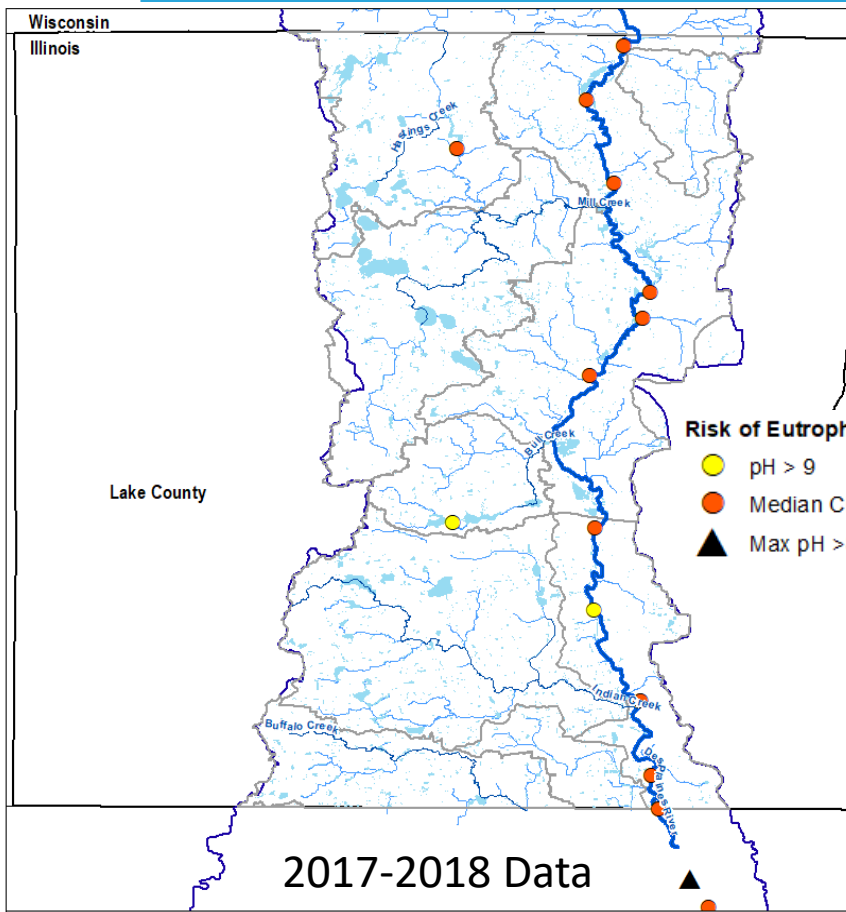 Wisconsin
Illinois
Hastings Creek
Mill Creek
Bull Creek
Risk of Eutroph
pH > 9
Median C
Max pH >
Lake County
Indian Creek
Buffalo Creek
Des Plaines River
2017-2018 Data